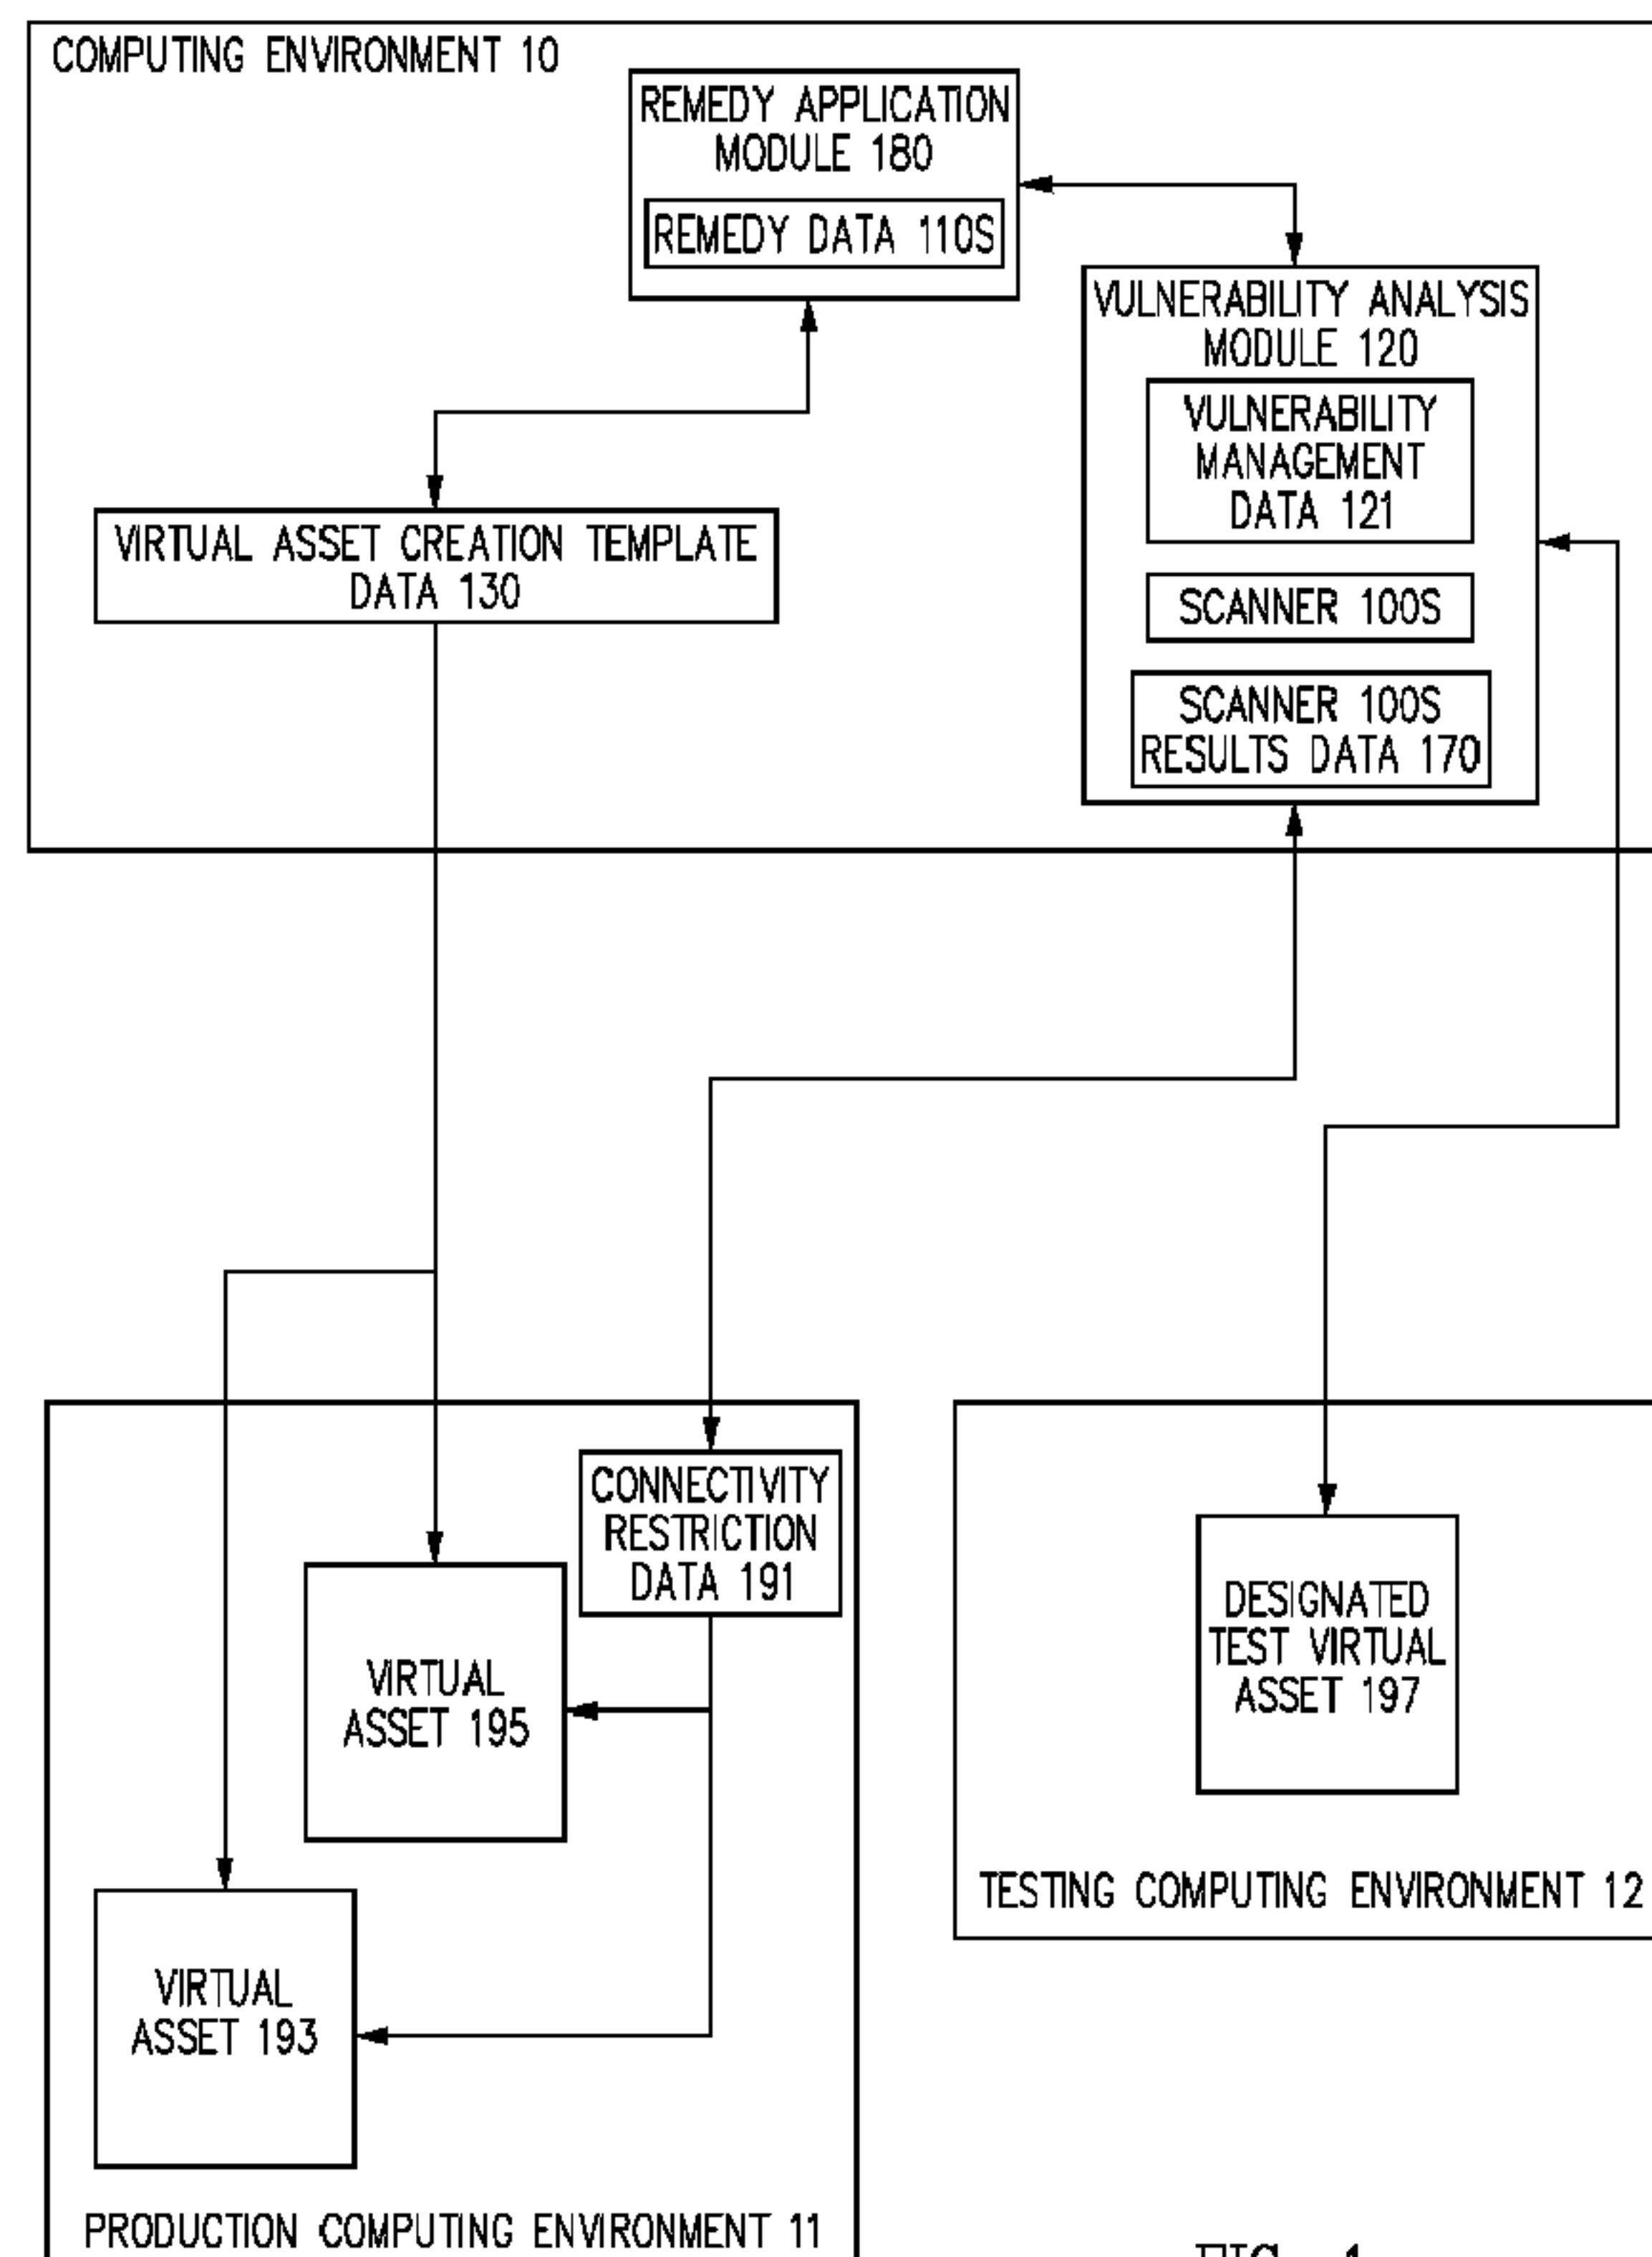 COMPUTING ENVIRONMENT 10
REMEDY APPLICATION
MODULE 180
REMEDY DATA 110S
VULNERABILITY ANALYSIS
MODULE 120
VULNERABILITY
MANAGEMENT
DATA 121
SCANNER 100S
SCANNER 100S
RESULTS DATA 170
VIRTUAL ASSET CREATION TEMPLATE
DATA 130
CONNECTIVITY
RESTRICTION
DATA 191
VIRTUAL
ASSET 195
VIRTUAL
ASSET 193
PRODUCTION COMPUTING ENVIRONMENT 11
DESIGNATED
TEST VIRTUAL
ASSET 197
TESTING COMPUTING ENVIRONMENT 12
FIG. 1